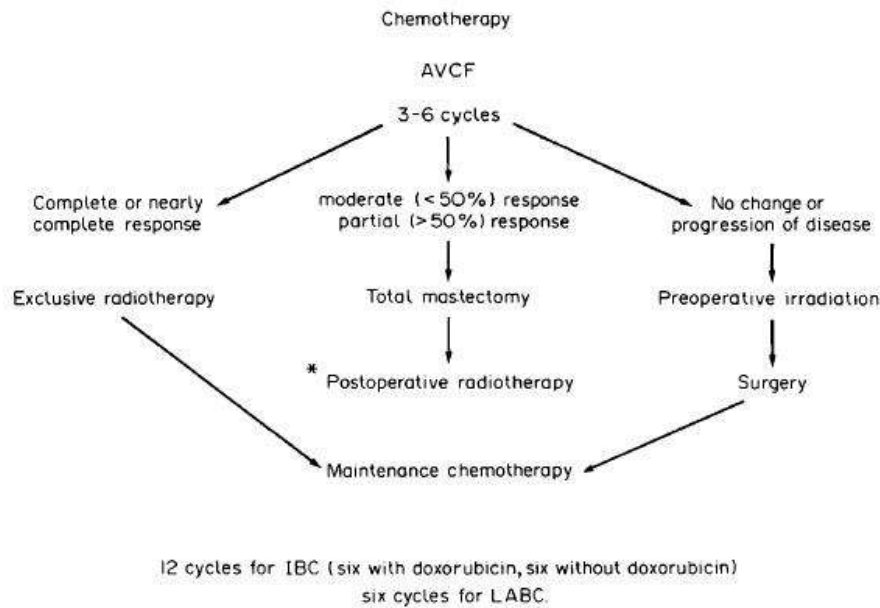 Chemotherapy
AVCF
3-6 cycles
Complete or nearly
complete response
moderate (<50%) response
partial (>50%) response
No change or
progression of disease
Exclusive radiotherapy
Total mastectomy
Preoperative irradiation
* Postoperative radiotherapy
Surgery
Maintenance chemotherapy
12 cycles for IBC (six with doxorubicin, six without doxorubicin)
six cycles for LABC.